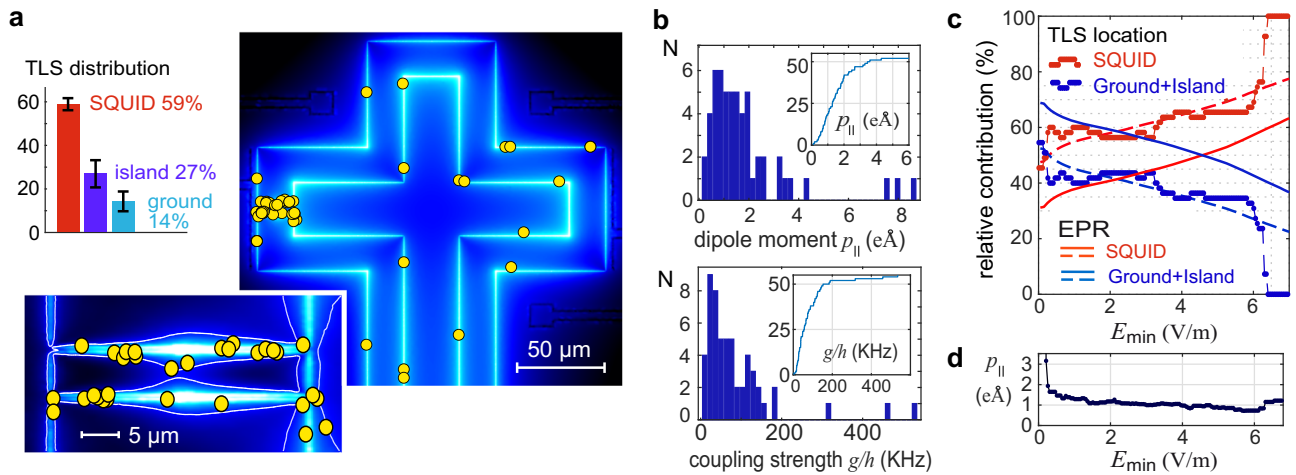 a
TLS distribution
60
40
20
0
SQUID 59%
island 27%
ground
14%
50 µm
5 µm
b
N
6
4
2
0
50
25
0
p|| (eÅ)
0 2 4 6
0 2 4 6 8
dipole moment p|| (eÅ)
N
8
6
4
2
0
50
0
g/h (KHz)
0 200 400
0 200 400
coupling strength g/h (KHz)
c
relative contribution (%)
100
80
60
40
20
0
TLS location
SQUID
Ground+Island
EPR
SQUID
Ground+Island
0 2 4 6
Emin (V/m)
d
p||
(eÅ)
3
2
1
0
0 2 4 6
Emin (V/m)